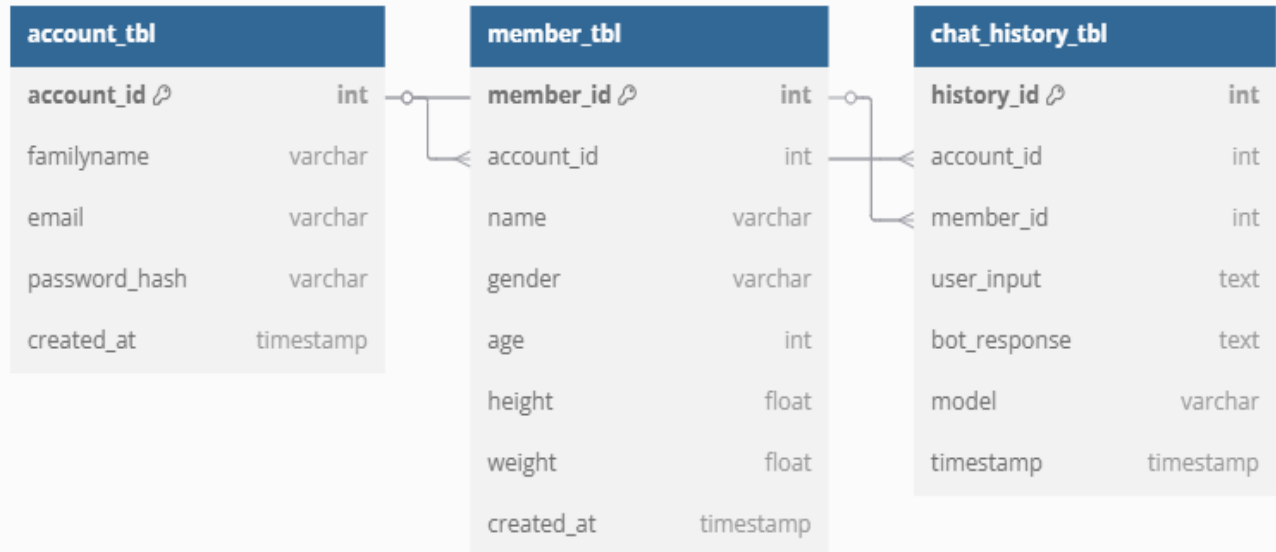 account_tbl
account_id int
familyname varchar
email varchar
password_hash varchar
created_at timestamp
member_tbl
member_id int
account_id int
name varchar
gender varchar
age int
height float
weight float
created_at timestamp
chat_history_tbl
history_id int
account_id int
member_id int
user_input text
bot_response text
model varchar
timestamp timestamp